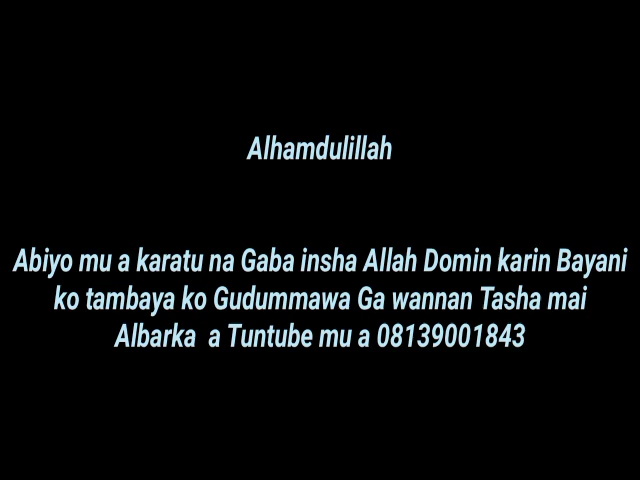 Alhamdulillah
Abiyo mu a karatu na Gaba insha Allah Domin karin Bayani
ko tambaya ko Gudummawa Ga wannan Tasha mai
Albarka a Tuntube mu a 08139001843